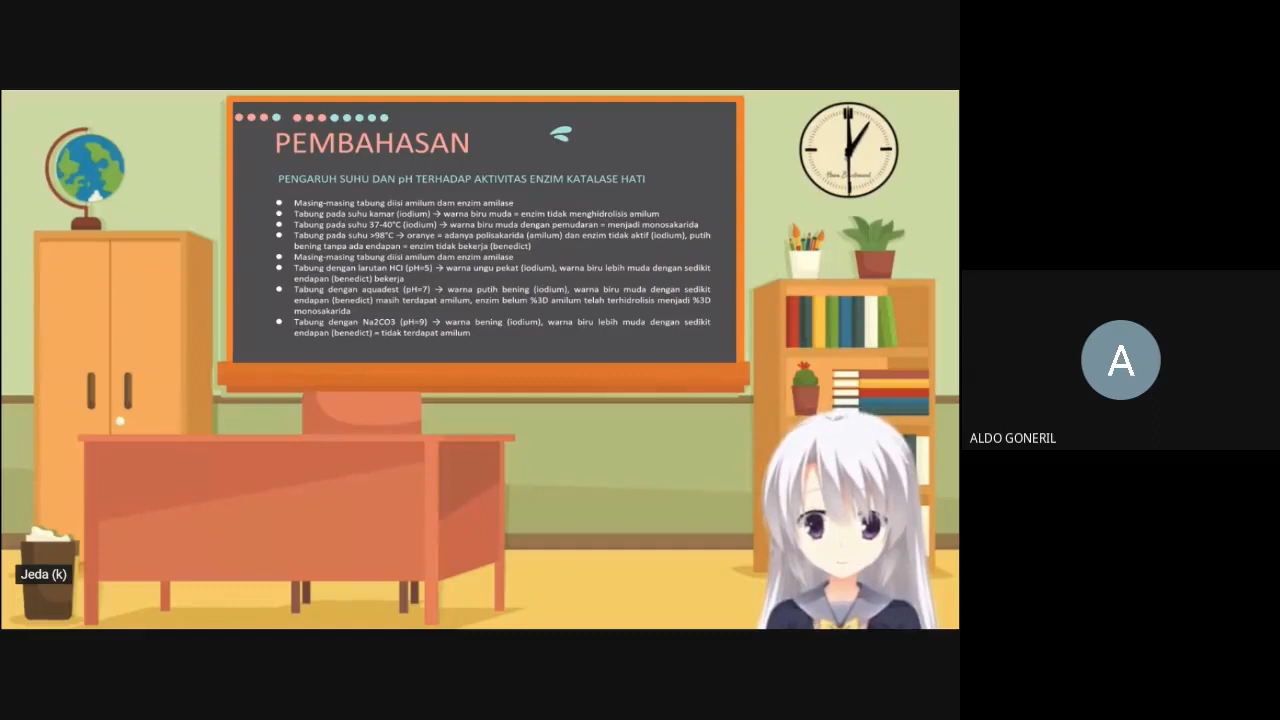 PEMBAHASAN
PENGARUH SUHU DAN pH TERHADAP AKTIVITAS ENZIM KATALASE HATI
● Masing-masing tabung diisi amilum dam enzim amilase
● Tabung pada suhu kamar (iodium) → warna biru muda = enzim tidak menghidrolisis amilum
● Tabung pada suhu 37-40°C (iodium) → warna biru muda dengan pemudaran = menjadi monosakarida
● Tabung pada suhu >98°C → oranye = adanya polisakarida (amilum) dan enzim tidak aktif (iodium), putih
bening tanpa ada endapan = enzim tidak bekerja (benedict)
● Masing-masing tabung diisi amilum dam enzim amilase
● Tabung dengan larutan HCI (pH=5) → warna ungu pekat (iodium), warna biru lebih muda dengan sedikit
endapan (benedict) bekerja
● Tabung dengan aquadest (pH=7) → warna putih bening (iodium), warna biru muda dengan sedikit
endapan (benedict) masih terdapat amilum, enzim belum %3D amilum telah terhidrolisis menjadi %3D
monosakarida
● Tabung dengan Na2CO3 (pH=9) → warna bening (iodium), warna biru lebih muda dengan sedikit
endapan (benedict) = tidak terdapat amilum
A
ALDO GONERIL
Jeda (k)